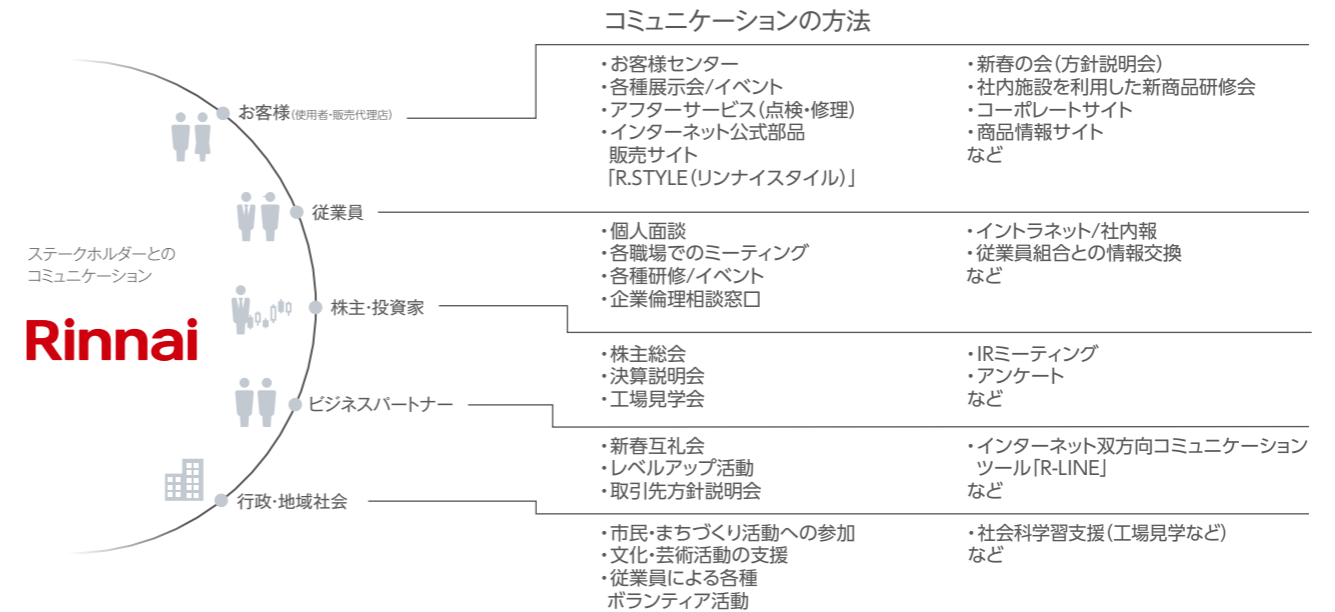 コミュニケーションの方法
ステークホルダーとの
コミュニケーション
Rinnai
お客様(使用者・販売代理店)
・お客様センター
・各種展示会/イベント
・アフターサービス(点検・修理)
・インターネット公式部品
販売サイト
「R.STYLE(リンナイスタイル)」
・新春の会(方針説明会)
・社内施設を利用した新商品研修会
・コーポレートサイト
・商品情報サイト
など
従業員
・個人面談
・各職場でのミーティング
・各種研修/イベント
・企業倫理相談窓口
・イントラネット/社内報
・従業員組合との情報交換
など
株主・投資家
・株主総会
・決算説明会
・工場見学会
・IRミーティング
・アンケート
など
ビジネスパートナー
・新春互礼会
・レベルアップ活動
・取引先方針説明会
・インターネット双方向コミュニケーション
ツール「R-LINE」
など
行政・地域社会
・市民・まちづくり活動への参加
・文化・芸術活動の支援
・従業員による各種
ボランティア活動
・社会科学習支援(工場見学など)
など